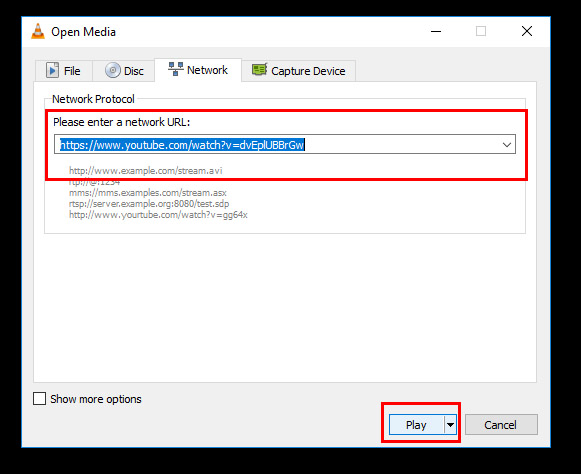 Open Media
File Disc Network Capture Device
Network Protocol
Please enter a network URL:
https://www.youtube.com/watch?v=dvEplUBBrGw
http://www.example.com/stream.avi
rtp://@:1234
mms://mms.examples.com/stream.asx
rtsp://server.example.org:8080/test.sdp
http://www.yourtube.com/watch?v=gg64x
Show more options
Play Cancel